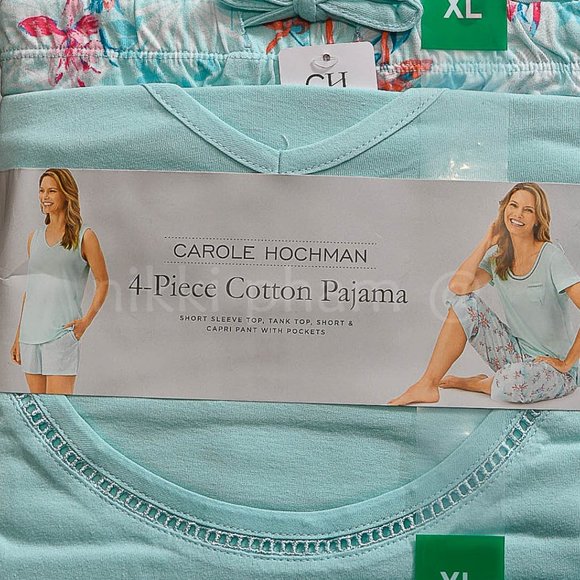 XL
CH
CAROLE HOCHMAN
4-Piece Cotton Pajama
SHORT SLEEVE TOP, TANK TOP, SHORT &
CAPRI PANT WITH POCKETS
XL